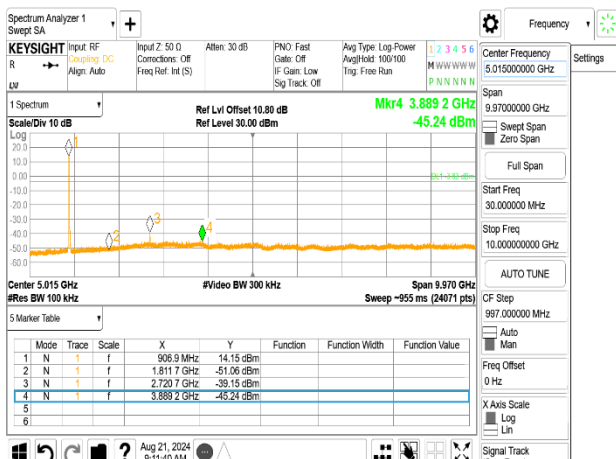 Spectrum Analyzer 1
Swept SA
+
Frequency
KEYSIGHT
R
Input: RF
Coupling: DC
Align: Auto
Input Z: 50 Ω
Corrections: Off
Freq Ref: Int (S)
Atten: 30 dB
PNO: Fast
Gate: Off
IF Gain: Low
Sig Track: Off
Avg Type: Log-Power
Avg|Hold: 100/100
Trig: Free Run
1 2 3 4 5 6
M W W W W W
P N N N N N
Center Frequency
5.015000000 GHz
Settings
1 Spectrum
Scale/Div 10 dB
Ref Lvl Offset 10.80 dB
Ref Level 30.00 dBm
Mkr4 3.889 2 GHz
-45.24 dBm
Span
9.97000000 GHz
Swept Span
Zero Span
Full Span
Start Freq
30.000000 MHz
Stop Freq
10.000000000 GHz
AUTO TUNE
CF Step
997.000000 MHz
Auto
Man
Freq Offset
0 Hz
X Axis Scale
Log
Lin
Signal Track
Log
20.0
10.0
0.00
-10.0
-20.0
-30.0
-40.0
-50.0
-60.0
1
2
3
4
Center 5.015 GHz
#Res BW 100 kHz
#Video BW 300 kHz
Span 9.970 GHz
Sweep ~955 ms (24071 pts)
5 Marker Table
Mode Trace Scale X Y Function Function Width Function Value
1 N 1 f 906.9 MHz 14.15 dBm
2 N 1 f 1.811 7 GHz -51.06 dBm
3 N 1 f 2.720 7 GHz -39.15 dBm
4 N 1 f 3.889 2 GHz -45.24 dBm
5
6
?
Aug 21, 2024